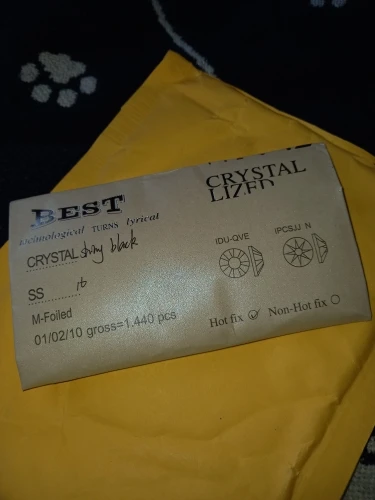 BEST
technological TURNS lyrical
CRYSTAL
LIZED
CRYSTAL shiny black
IDU-QVE
IPCSJJ N
SS 16
M-Foiled
01/02/10 gross=1.440 pcs
Hot fix
Non-Hot fix